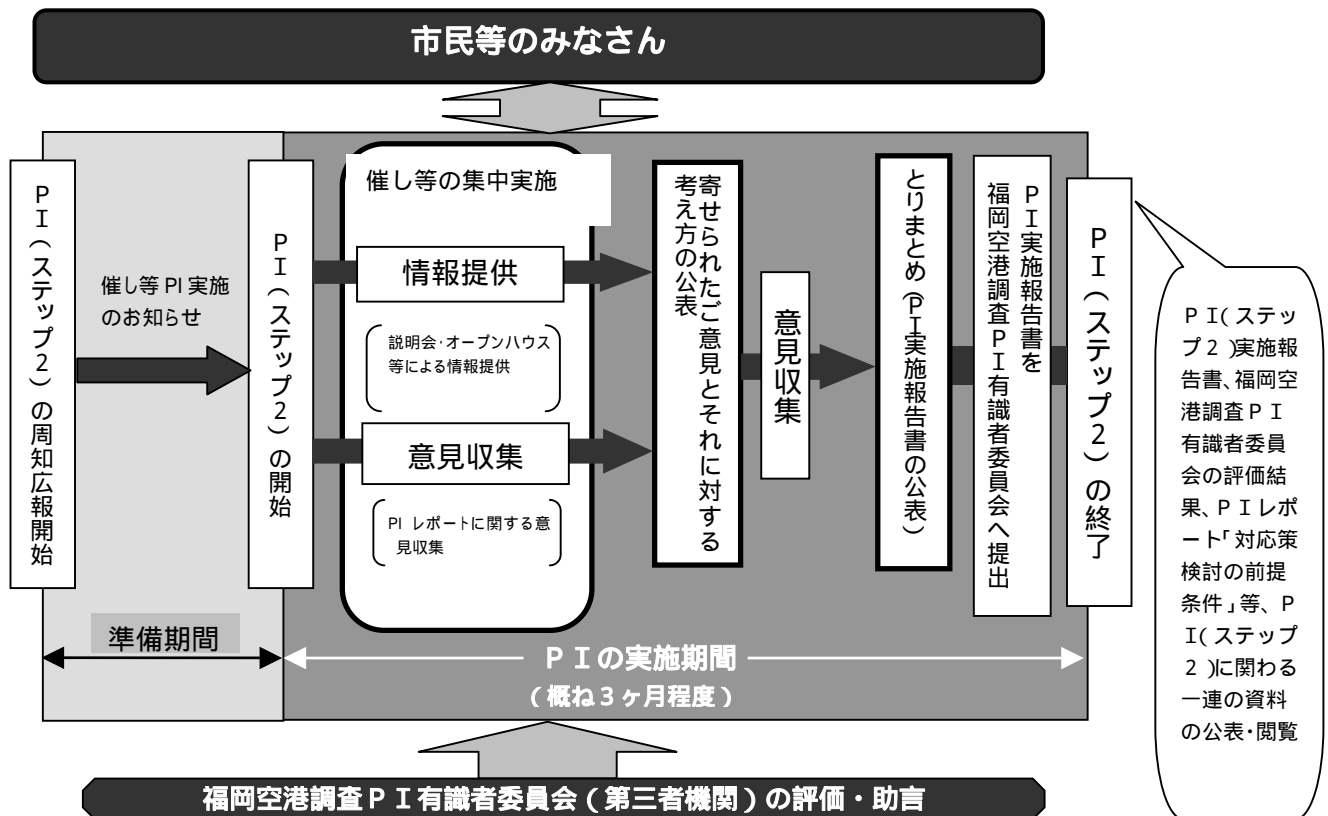 市民等のみなさん
PI(ステップ2)の周知広報開始
催し等 PI 実施
のお知らせ
PI(ステップ2)の開始
催し等の集中実施
情報提供
説明会・オープンハウス
等による情報提供
意見収集
PI レポートに関する意
見収集
寄せられたご意見とそれに対する
考え方の公表
意見収集
とりまとめ(PI実施報告書の公表)
PI実施報告書を
福岡空港調査PI有識者委員会へ提出
PI(ステップ2)の終了
PI(ステッ
プ2)実施報
告書、福岡空
港調査PI
有識者委員
会の評価結
果、PIレポ
ート「対応策
検討の前提
条件」等、P
I(ステップ
2)に関わる
一連の資料
の公表・閲覧
準備期間
PIの実施期間
(概ね3ヶ月程度)
福岡空港調査PI有識者委員会(第三者機関)の評価・助言